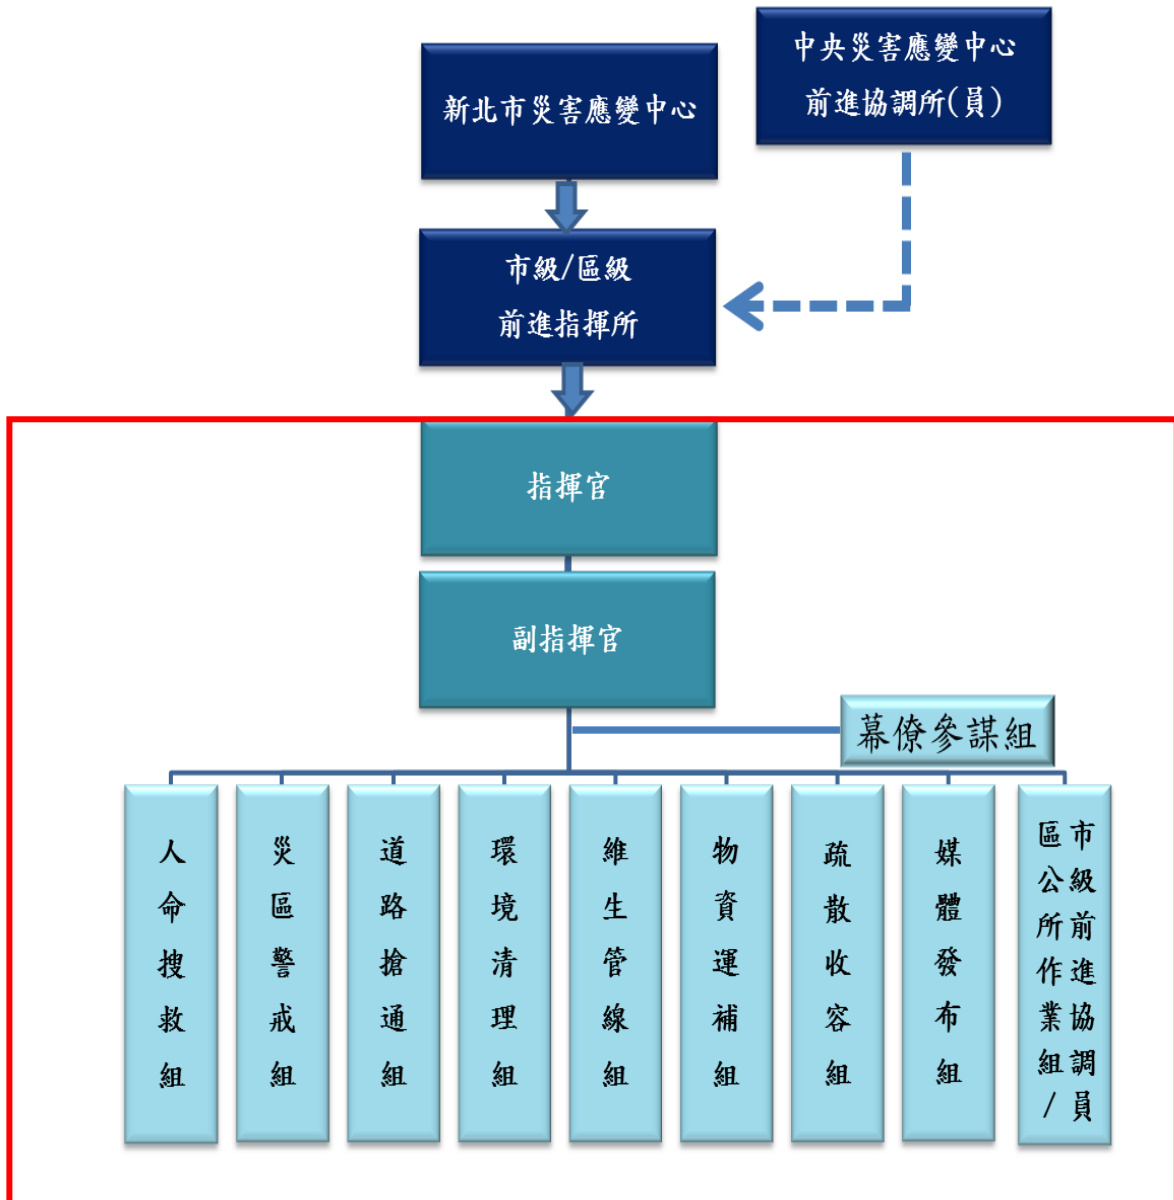 中央災害應變中心
前進協調所(員)
新北市災害應變中心
市級/區級
前進指揮所
指揮官
副指揮官
幕僚參謀組
人命搜救組
災區警戒組
道路搶通組
環境清理組
維生管線組
物資運補組
疏散收容組
媒體發布組
區公所作業組/
市級前進協調員